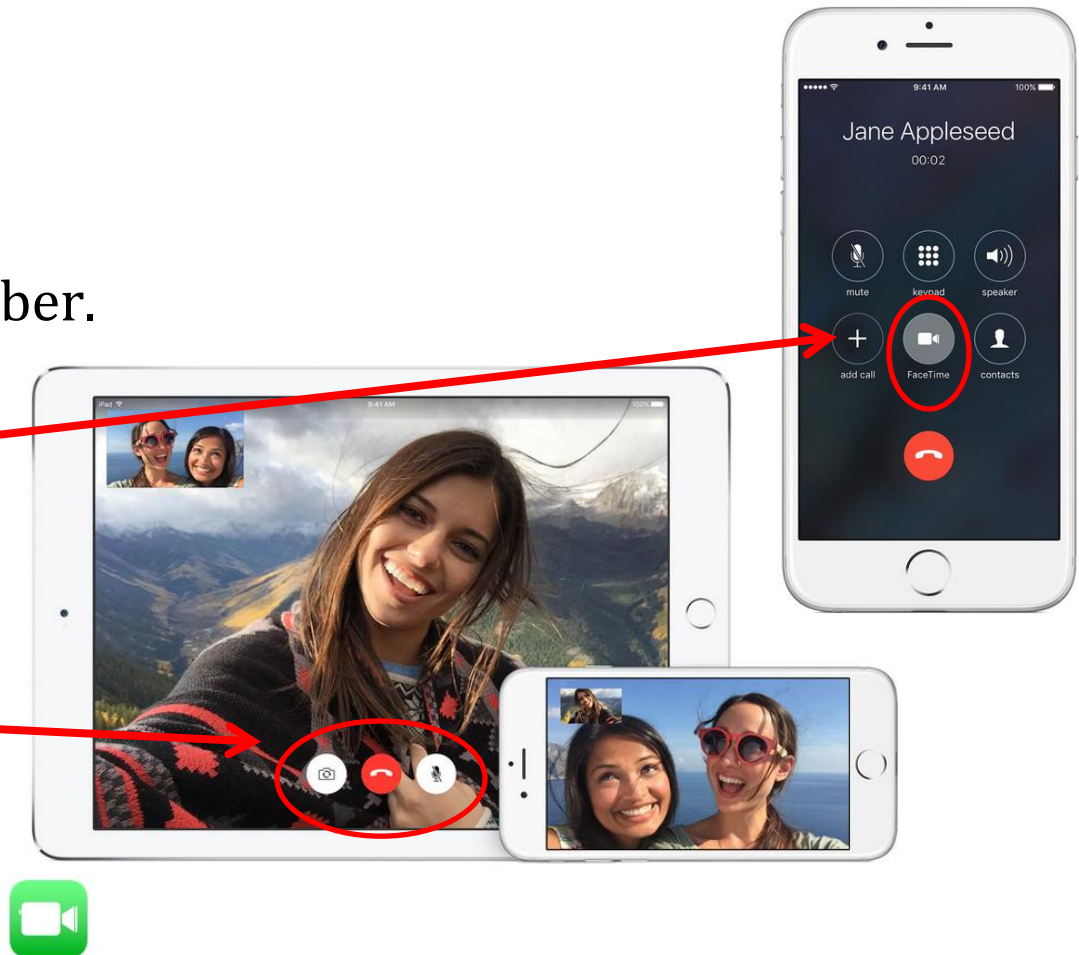 9:41 AM 100%
Jane Appleseed
00:02
mute keypad speaker
add call FaceTime contacts
ber.
iPad 9:41 AM 100%